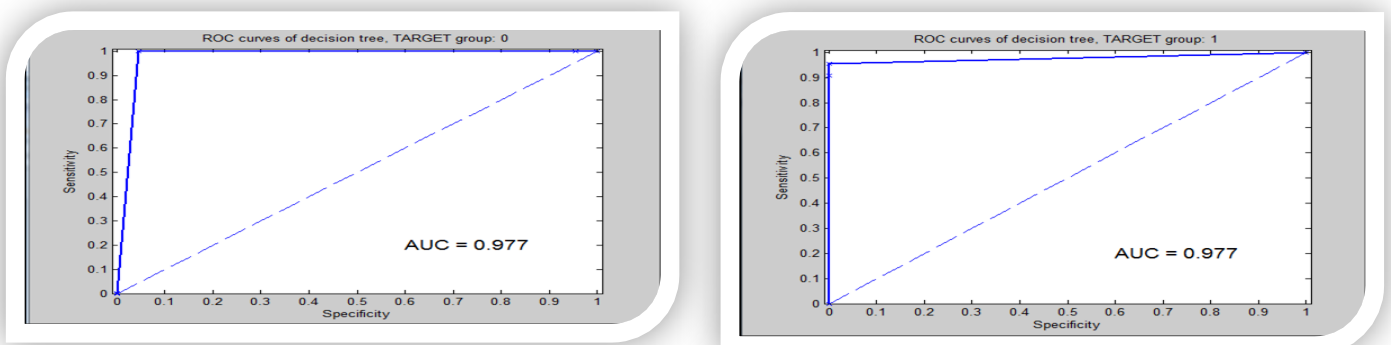 ROC curves of decision tree, TARGET group: 0
1
0.9
0.8
0.7
0.6
0.5
0.4
0.3
0.2
0.1
0
Sensitivity
AUC = 0.977
0 0.1 0.2 0.3 0.4 0.5 0.6 0.7 0.8 0.9 1
Specificity
ROC curves of decision tree, TARGET group: 1
1
0.9
0.8
0.7
0.6
0.5
0.4
0.3
0.2
0.1
0
Sensitivity
AUC = 0.977
0 0.1 0.2 0.3 0.4 0.5 0.6 0.7 0.8 0.9 1
Specificity